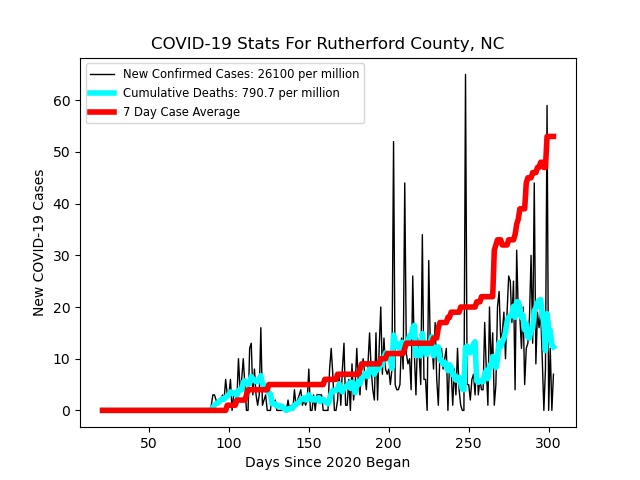 COVID-19 Stats For Rutherford County, NC
New Confirmed Cases: 26100 per million
Cumulative Deaths: 790.7 per million
7 Day Case Average
New COVID-19 Cases
60
50
40
30
20
10
0
50 100 150 200 250 300
Days Since 2020 Began